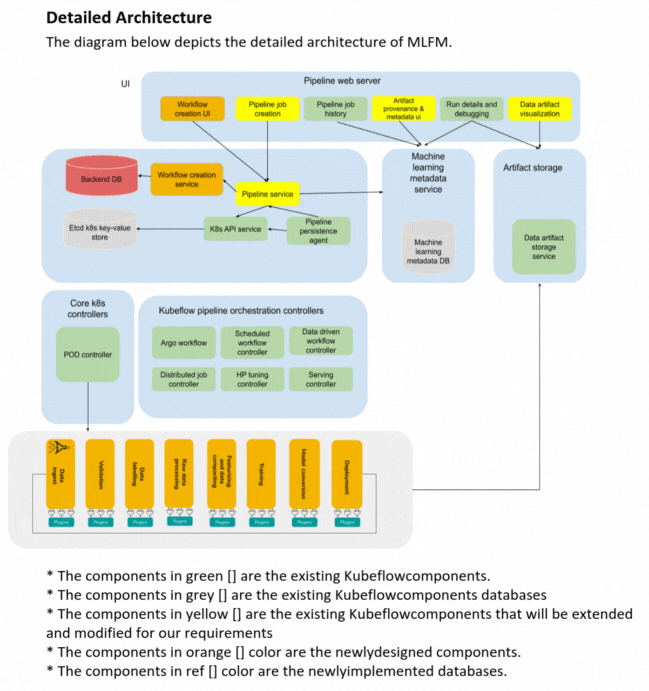 Detailed Architecture
The diagram below depicts the detailed architecture of MLFM.
UI
Pipeline web server
Workflow
creation UI
Pipeline job
creation
Pipeline job
history
Artifact
provenance &
metadata ui
Run details and
debugging
Data artifact
visualization
Backend DB
Workflow creation
service
Pipeline service
Etcd k8s key-value
store
K8s API service
Pipeline
persistence
agent
Machine
learning
metadata
service
Machine
learning
metadata DB
Artifact storage
Data artifact
storage
service
Core k8s
controllers
POD controller
Kubeflow pipeline orchestration controllers
Argo workflow
Scheduled
workflow
controller
Data driven
workflow
controller
Distributed job
controller
HP tuning
controller
Serving
controller
Data
ingest
Validation
Data
labelling
Raw data
processing
Featurizing
and data
compacting
Training
Model conversion
Deployment
Plugins
Plugins
Plugins
Plugins
Plugins
Plugins
Plugins
Plugins
* The components in green [] are the existing Kubeflowcomponents.
* The components in grey [] are the existing Kubeflowcomponents databases
* The components in yellow [] are the existing Kubeflowcomponents that will be extended
and modified for our requirements
* The components in orange [] color are the newlydesigned components.
* The components in ref [] color are the newlyimplemented databases.